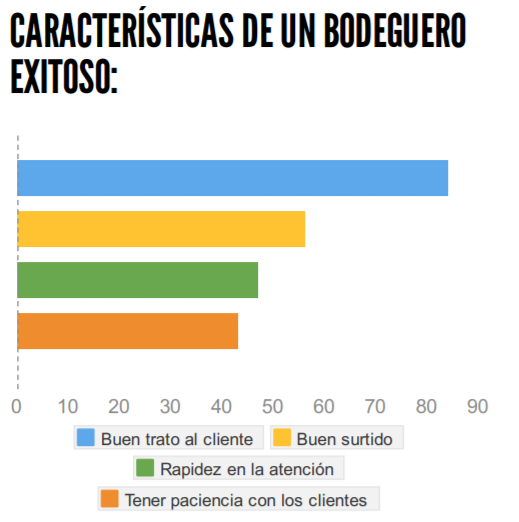 CARACTERÍSTICAS DE UN BODEGUERO
EXITOSO:
0 10 20 30 40 50 60 70 80 90
Buen trato al cliente Buen surtido
Rapidez en la atención
Tener paciencia con los clientes